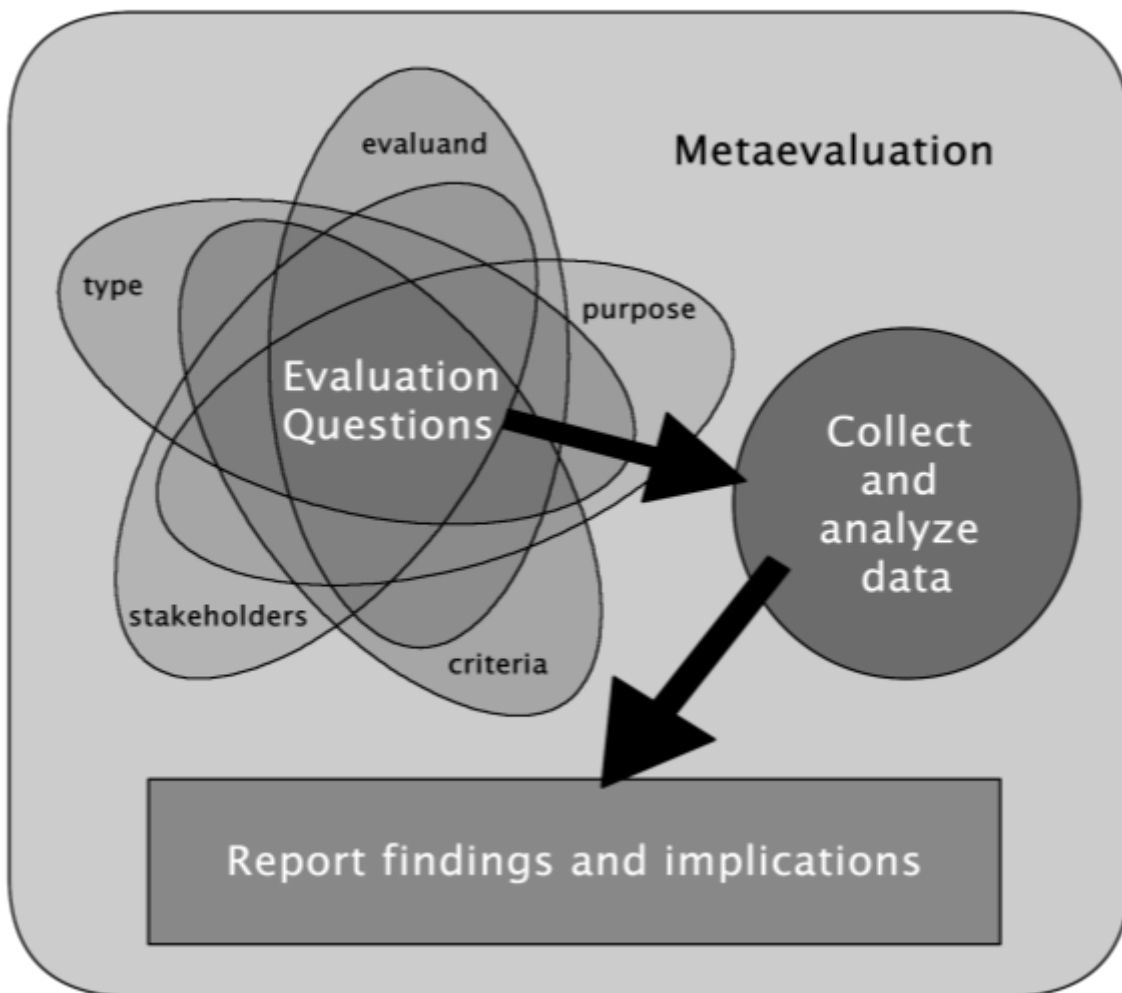 evaluand
Metaevaluation
type
purpose
Evaluation
Questions
Collect
and
analyze
data
stakeholders
criteria
Report findings and implications